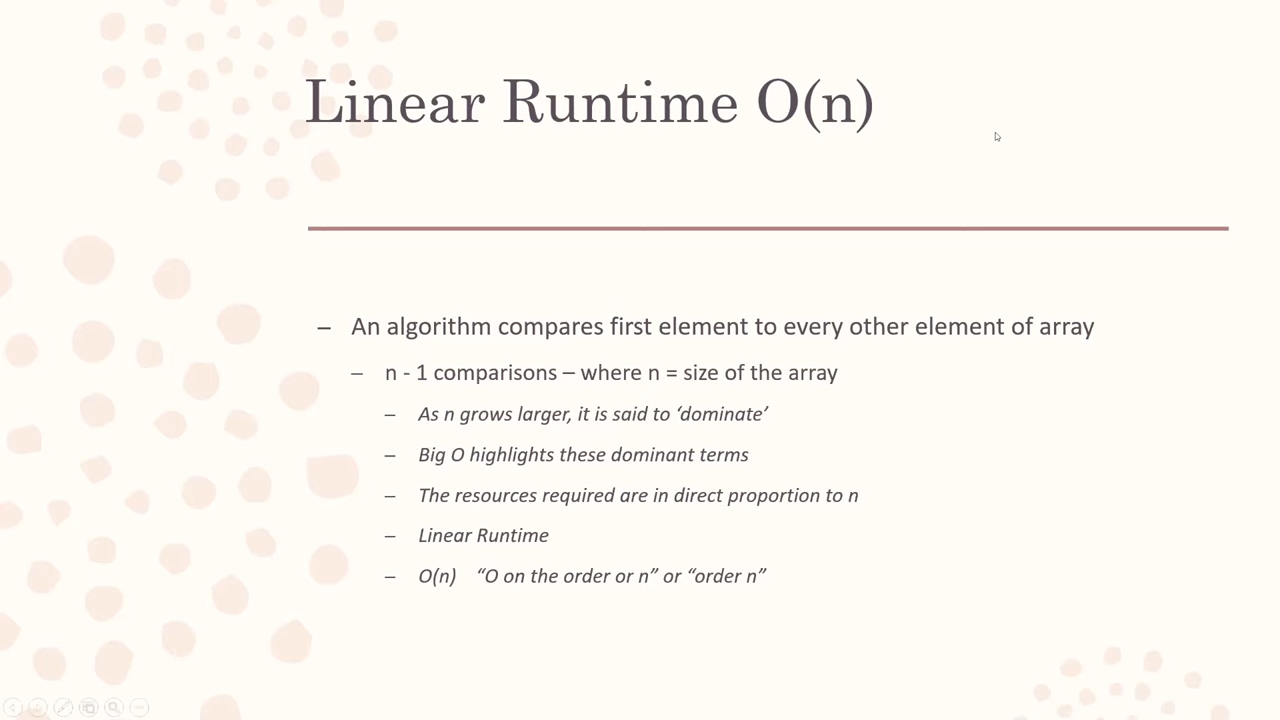 Linear Runtime O(n)
– An algorithm compares first element to every other element of array
– n - 1 comparisons – where n = size of the array
– As n grows larger, it is said to ‘dominate’
– Big O highlights these dominant terms
– The resources required are in direct proportion to n
– Linear Runtime
– O(n) “O on the order or n” or “order n”